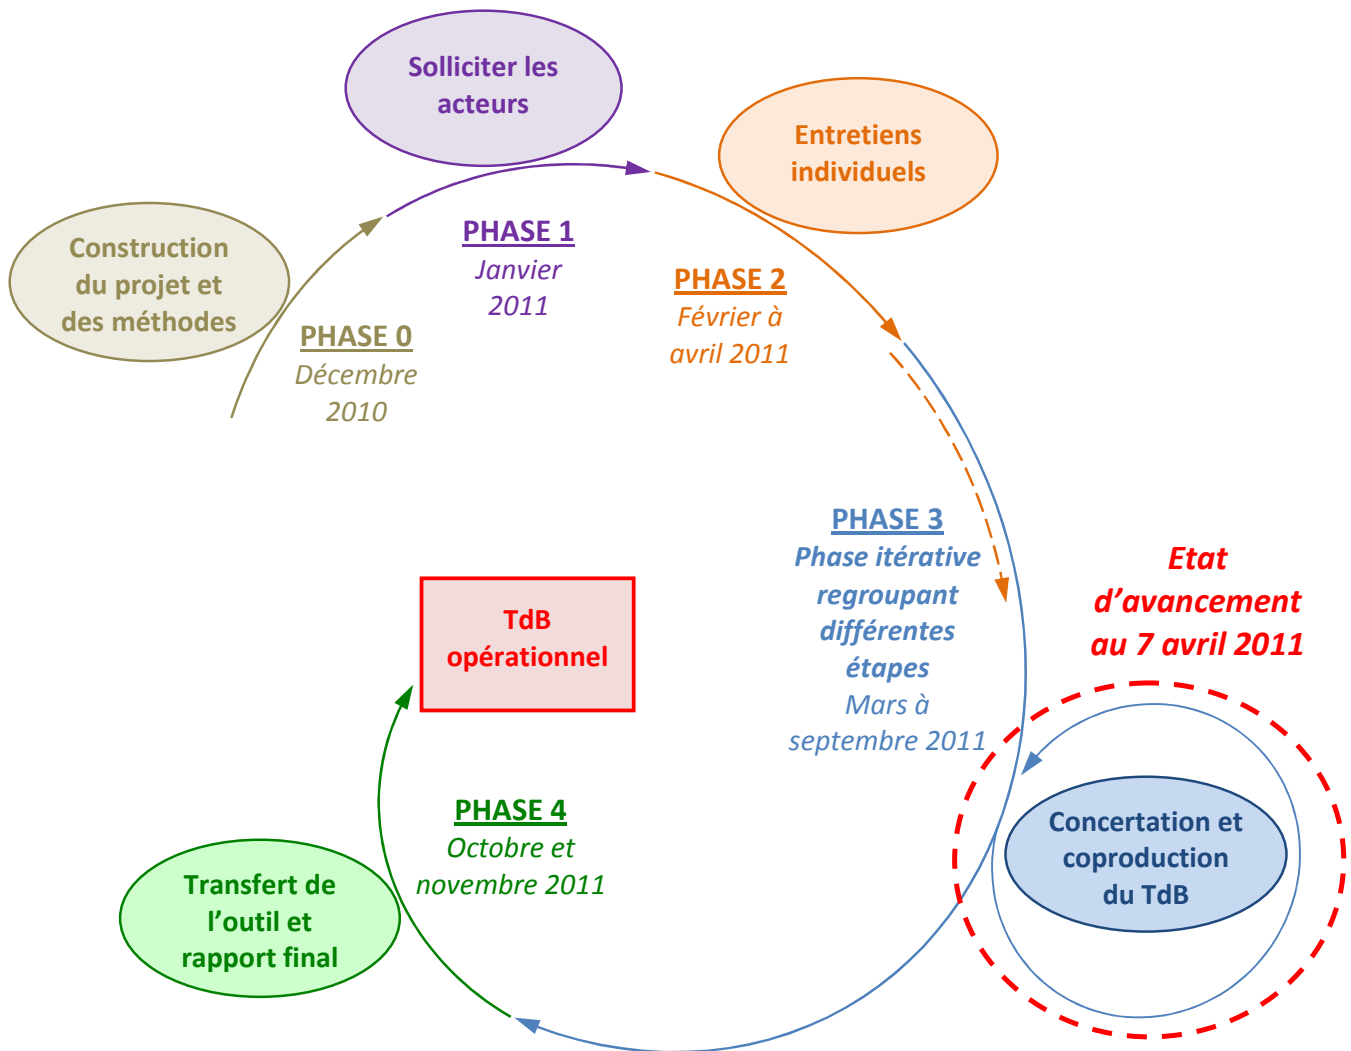 Construction
du projet et
des méthodes
PHASE 0
Décembre
2010
Solliciter les
acteurs
PHASE 1
Janvier
2011
Entretiens
individuels
PHASE 2
Février à
avril 2011
PHASE 3
Phase itérative
regroupant
différentes
étapes
Mars à
septembre 2011
Etat
d’avancement
au 7 avril 2011
Concertation et
coproduction
du TdB
PHASE 4
Octobre et
novembre 2011
Transfert de
l’outil et
rapport final
TdB
opérationnel